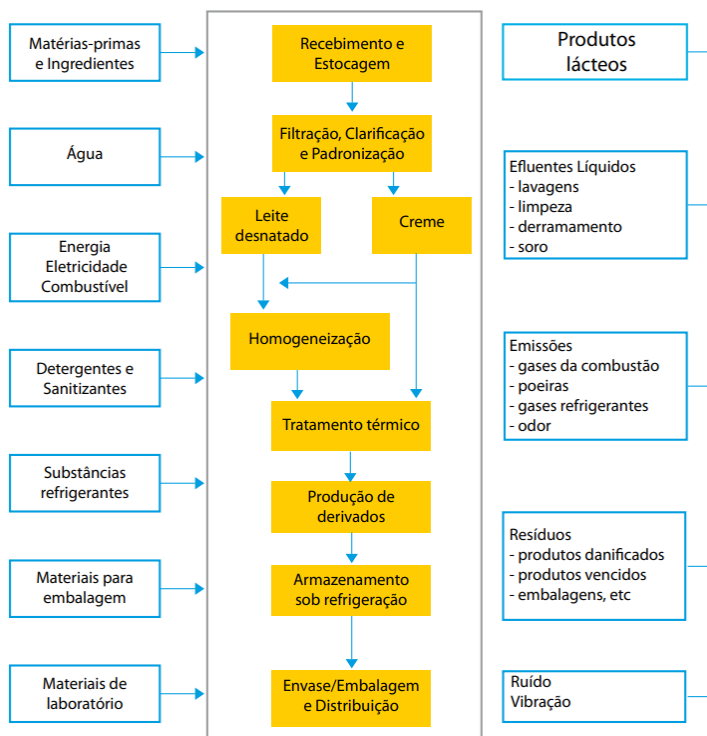 Matérias-primas
e Ingredientes
Água
Energia
Eletricidade
Combustível
Detergentes e
Sanitizantes
Substâncias
refrigerantes
Materiais para
embalagem
Materiais de
laboratório
Recebimento e
Estocagem
Filtração, Clarificação
e Padronização
Leite
desnatado
Creme
Homogeneização
Tratamento térmico
Produção de
derivados
Armazenamento
sob refrigeração
Envase/Embalagem
e Distribuição
Produtos
lácteos
Efluentes Líquidos
- lavagens
- limpeza
- derramamento
- soro
Emissões
- gases da combustão
- poeiras
- gases refrigerantes
- odor
Resíduos
- produtos danificados
- produtos vencidos
- embalagens, etc
Ruído
Vibração